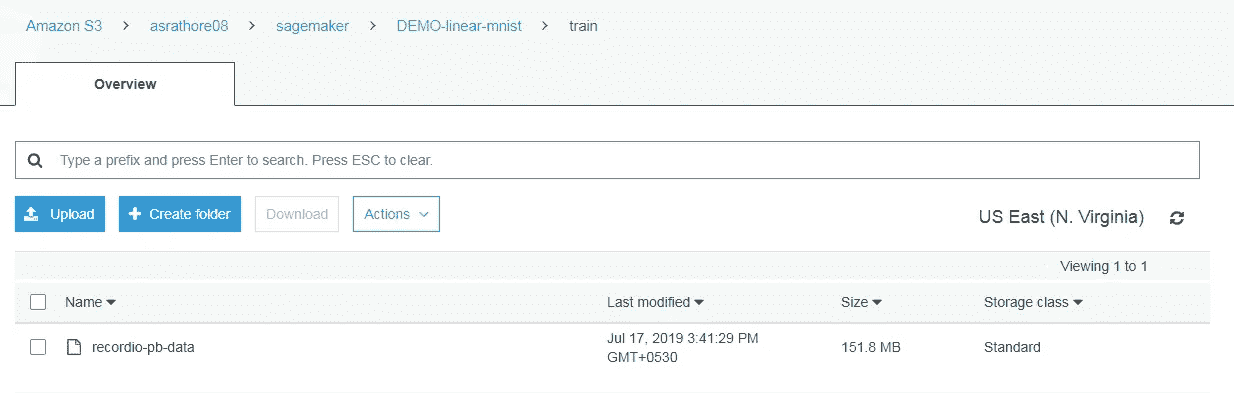 Amazon S3 > asrathore08 > sagemaker > DEMO-linear-mnist > train
Overview
Type a prefix and press Enter to search. Press ESC to clear.
Upload Create folder Download Actions US East (N. Virginia)
Viewing 1 to 1
Name Last modified Size Storage class
recordio-pb-data Jul 17, 2019 3:41:29 PM 151.8 MB Standard
GMT+0530